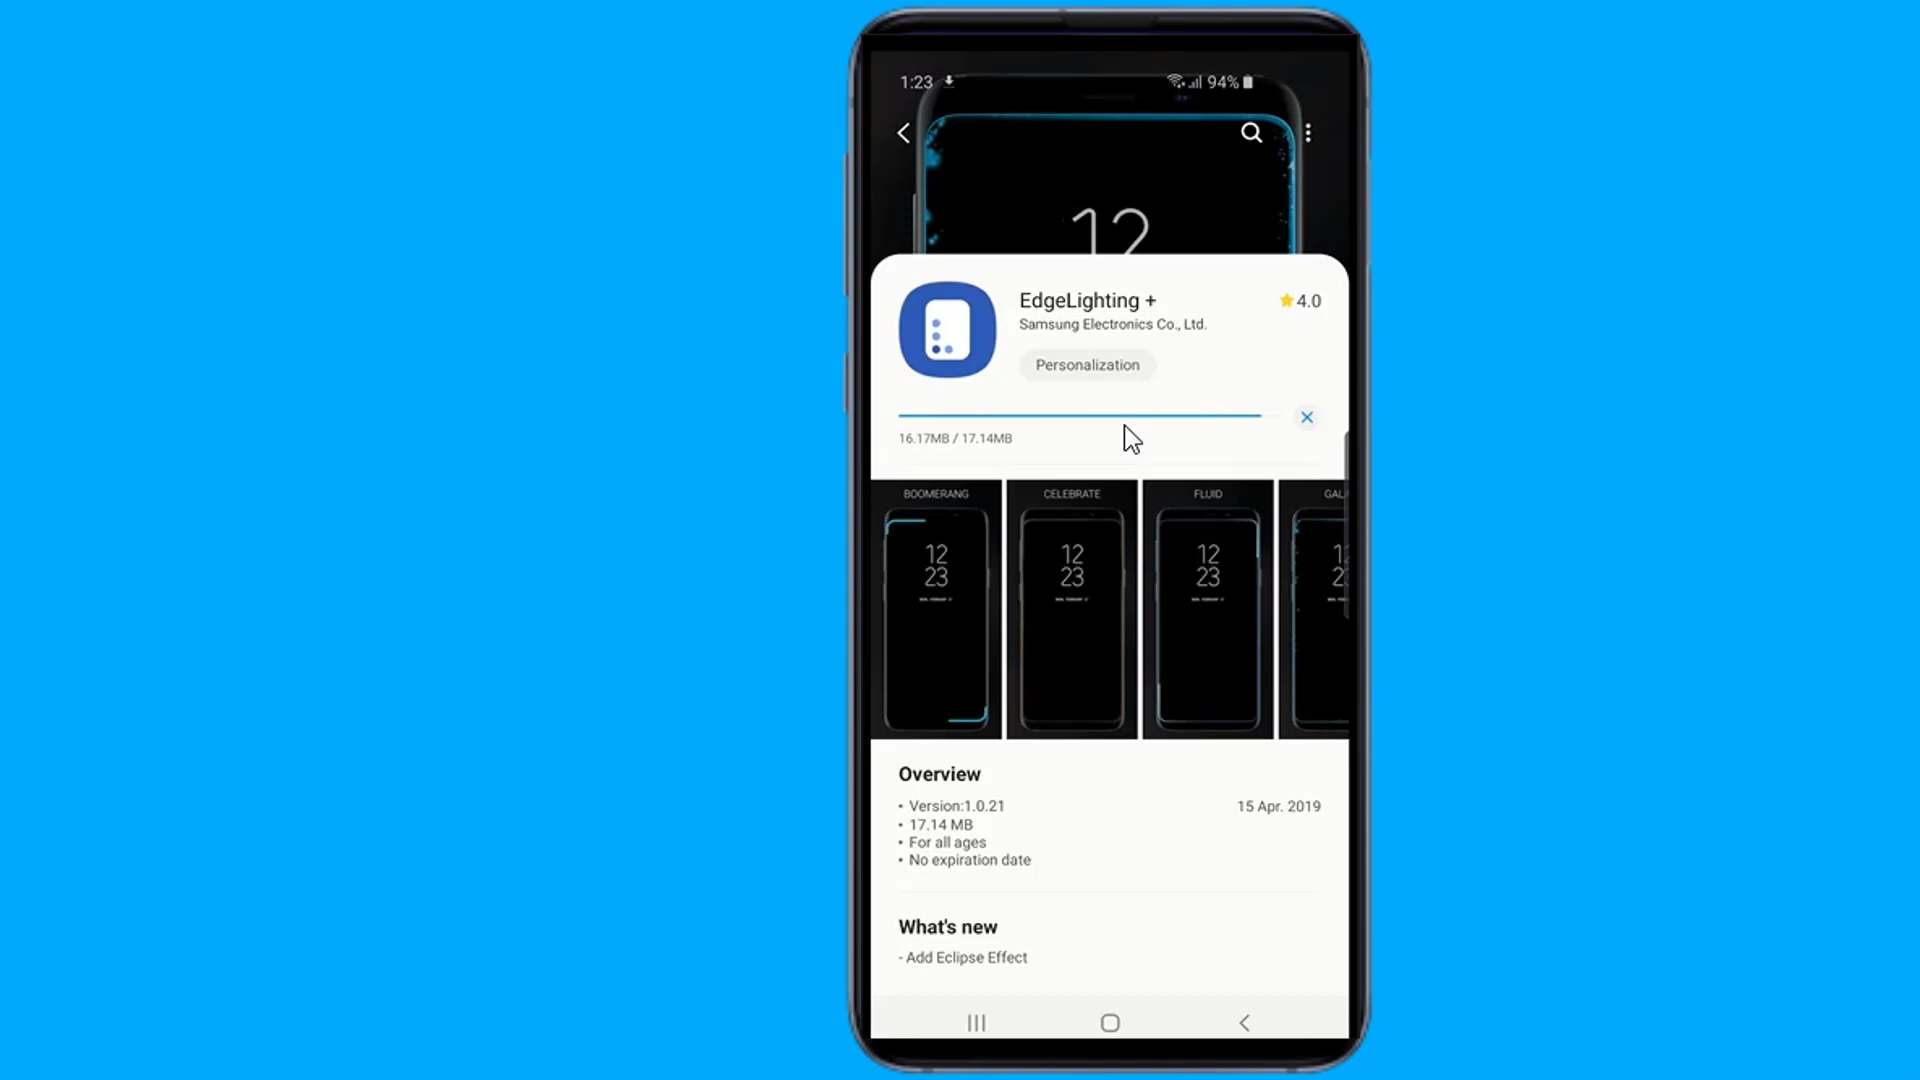 1:23
94%
12
EdgeLighting +
4.0
Samsung Electronics Co., Ltd.
Personalization
16.17MB / 17.14MB
BOOMERANG
CELEBRATE
FLUID
12
23
12
23
12
23
Overview
• Version:1.0.21
15 Apr. 2019
• 17.14 MB
• For all ages
• No expiration date
What's new
- Add Eclipse Effect